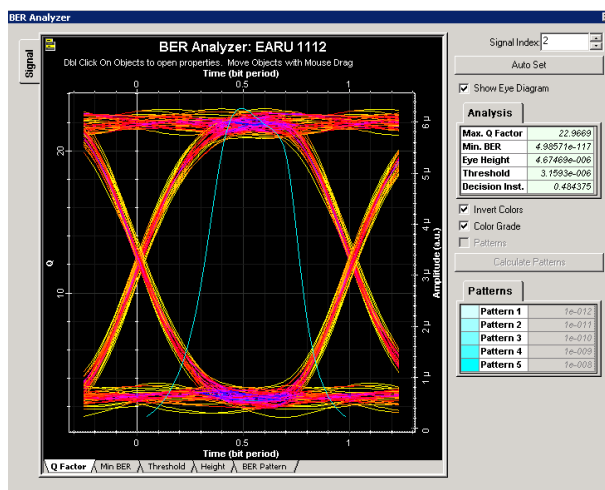 BER Analyzer
Signal
BER Analyzer: EARU 1112
Dbl Click On Objects to open properties. Move Objects with Mouse Drag
Time (bit period)
0 0.5 1
Q
20
10
Amplitude (a.u.)
6 µ
5 µ
4 µ
3 µ
2 µ
1 µ
0
0 0.5 1
Time (bit period)
Q Factor Min BER Threshold Height BER Pattern
Signal Index: 2
Auto Set
Show Eye Diagram
Analysis
Max. Q Factor 22.9669
Min. BER 4.98571e-117
Eye Height 4.67469e-006
Threshold 3.1593e-006
Decision Inst. 0.484375
Invert Colors
Color Grade
Patterns
Calculate Patterns
Patterns
Pattern 1 1e-012
Pattern 2 1e-011
Pattern 3 1e-010
Pattern 4 1e-009
Pattern 5 1e-008